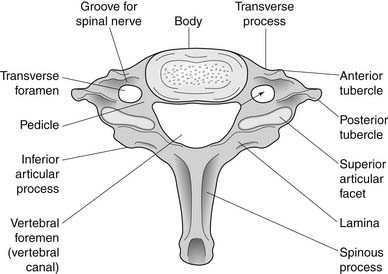 Groove for
spinal nerve
Body
Transverse
process
Transverse
foramen
Anterior
tubercle
Pedicle
Posterior
tubercle
Inferior
articular
process
Superior
articular
facet
Vertebral
foremen
(vertebral
canal)
Lamina
Spinous
process